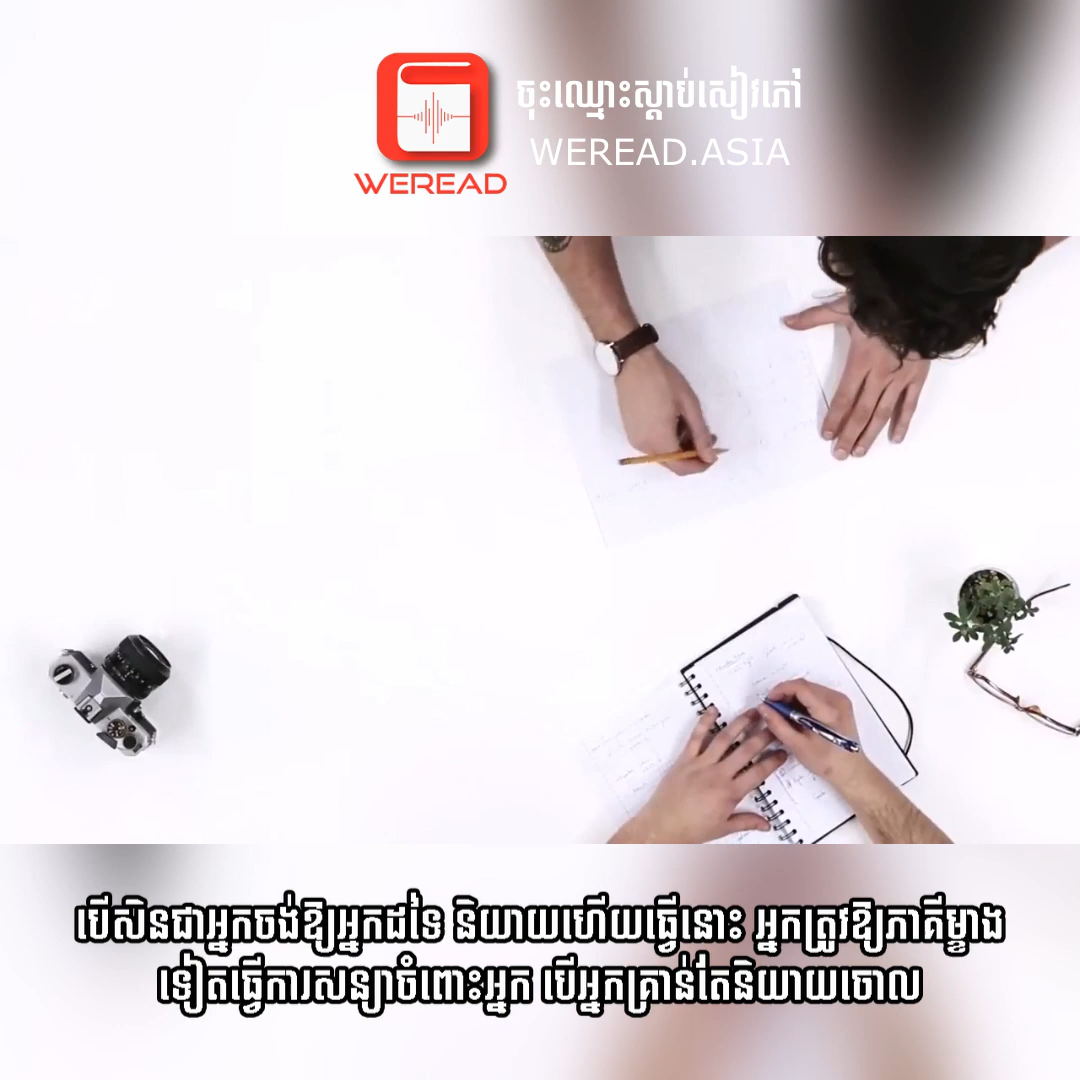 ចុះឈ្មោះស្ដាប់សៀវភៅ
WEREAD.ASIA
WEREAD
បើសិនជាអ្នកចង់ឱ្យអ្នកដទៃ និយាយហើយធ្វើនោះ អ្នកត្រូវឱ្យភាគីម្ខាង
ទៀតធ្វើការសន្យាចំពោះអ្នក បើអ្នកគ្រាន់តែនិយាយចោល